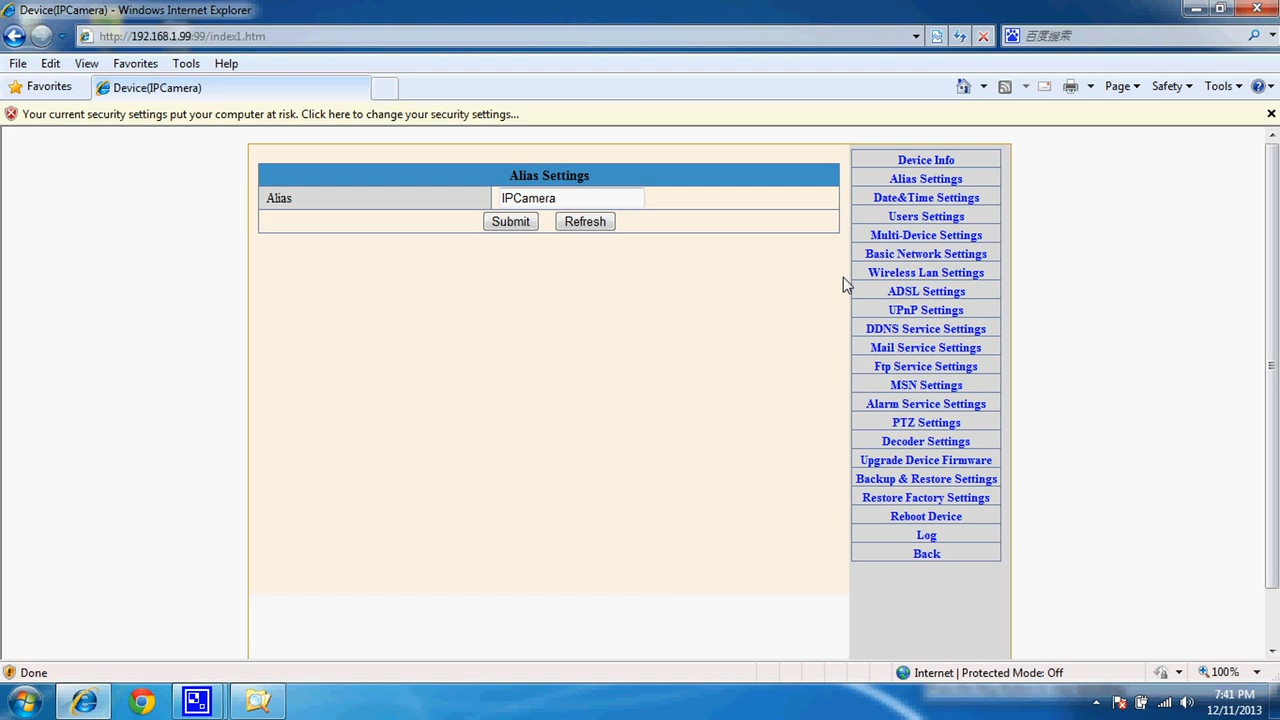 Device(IPCamera) - Windows Internet Explorer
http://192.168.1.99:99/index1.htm
百度搜索
File Edit View Favorites Tools Help
Favorites Device(IPCamera) Page Safety Tools
Your current security settings put your computer at risk. Click here to change your security settings...
Alias Settings
Alias IPCamera
Submit Refresh
Device Info
Alias Settings
Date&Time Settings
Users Settings
Multi-Device Settings
Basic Network Settings
Wireless Lan Settings
ADSL Settings
UPnP Settings
DDNS Service Settings
Mail Service Settings
Ftp Service Settings
MSN Settings
Alarm Service Settings
PTZ Settings
Decoder Settings
Upgrade Device Firmware
Backup & Restore Settings
Restore Factory Settings
Reboot Device
Log
Back
Done Internet | Protected Mode: Off 100%
7:41 PM
12/11/2013